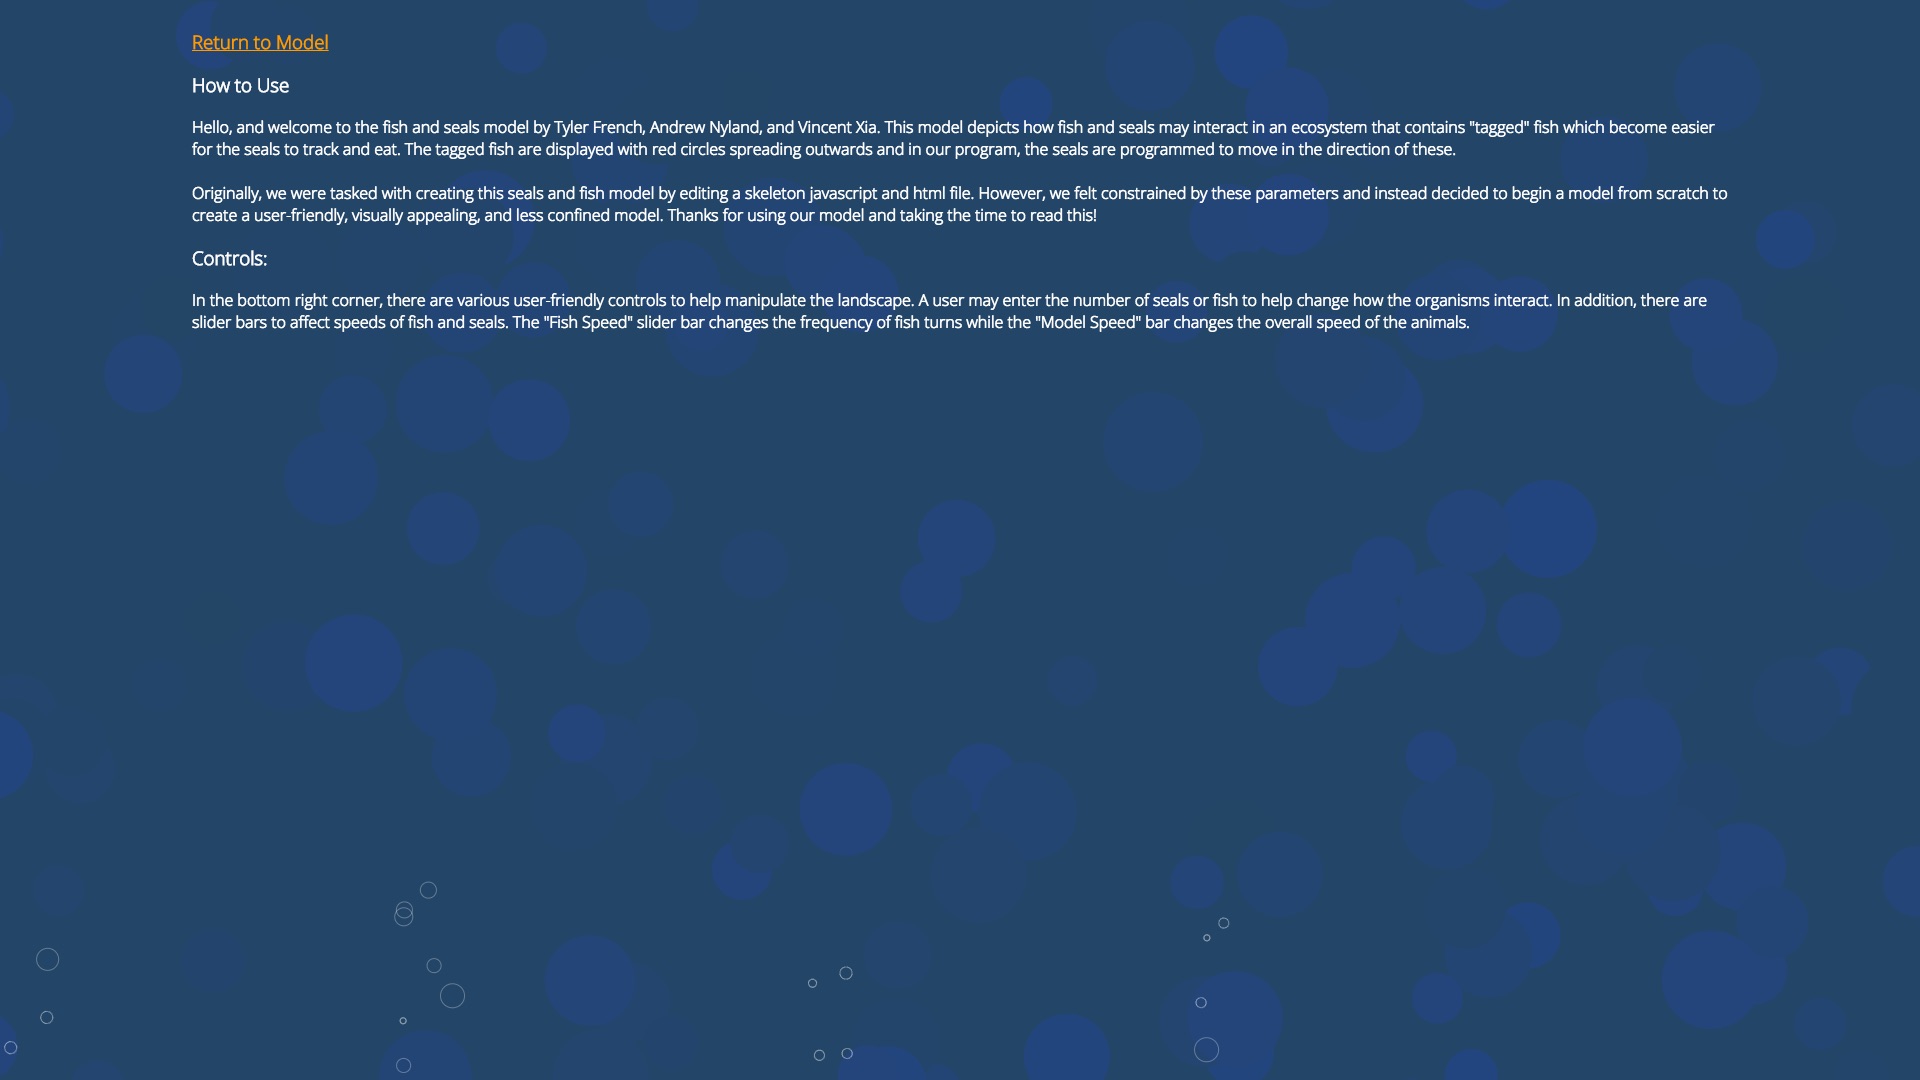 Return to Model
How to Use
Hello, and welcome to the fish and seals model by Tyler French, Andrew Nyland, and Vincent Xia. This model depicts how fish and seals may interact in an ecosystem that contains "tagged" fish which become easier
for the seals to track and eat. The tagged fish are displayed with red circles spreading outwards and in our program, the seals are programmed to move in the direction of these.
Originally, we were tasked with creating this seals and fish model by editing a skeleton javascript and html file. However, we felt constrained by these parameters and instead decided to begin a model from scratch to
create a user-friendly, visually appealing, and less confined model. Thanks for using our model and taking the time to read this!
Controls:
In the bottom right corner, there are various user-friendly controls to help manipulate the landscape. A user may enter the number of seals or fish to help change how the organisms interact. In addition, there are
slider bars to affect speeds of fish and seals. The "Fish Speed" slider bar changes the frequency of fish turns while the "Model Speed" bar changes the overall speed of the animals.